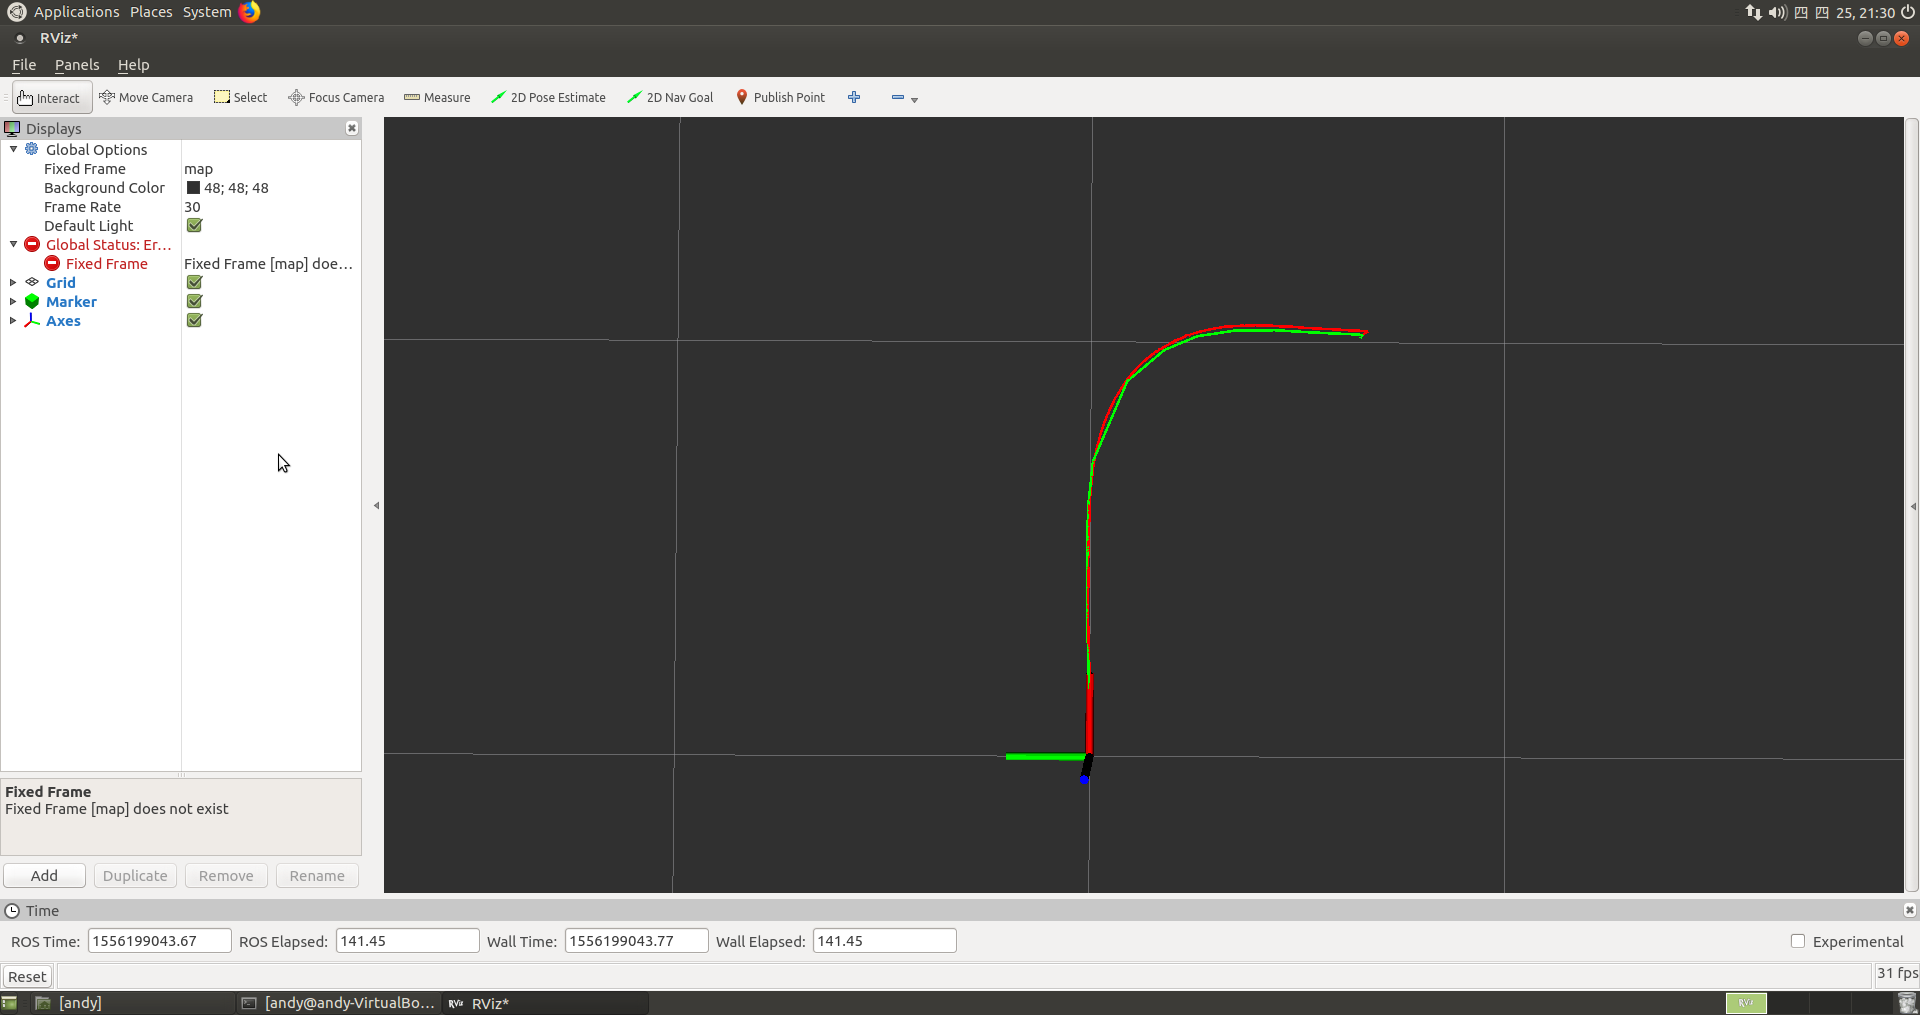 Applications Places System 四 四 25, 21:30
RViz*
File Panels Help
Interact Move Camera Select Focus Camera Measure 2D Pose Estimate 2D Nav Goal Publish Point
Displays
Global Options
Fixed Frame map
Background Color 48; 48; 48
Frame Rate 30
Default Light
Global Status: Er...
Fixed Frame Fixed Frame [map] doe...
Grid
Marker
Axes
Fixed Frame
Fixed Frame [map] does not exist
Add Duplicate Remove Rename
Time
ROS Time: 1556199043.67 ROS Elapsed: 141.45 Wall Time: 1556199043.77 Wall Elapsed: 141.45 Experimental
Reset 31 fps
[andy] [andy@andy-VirtualBo... RViz RViz* RViz